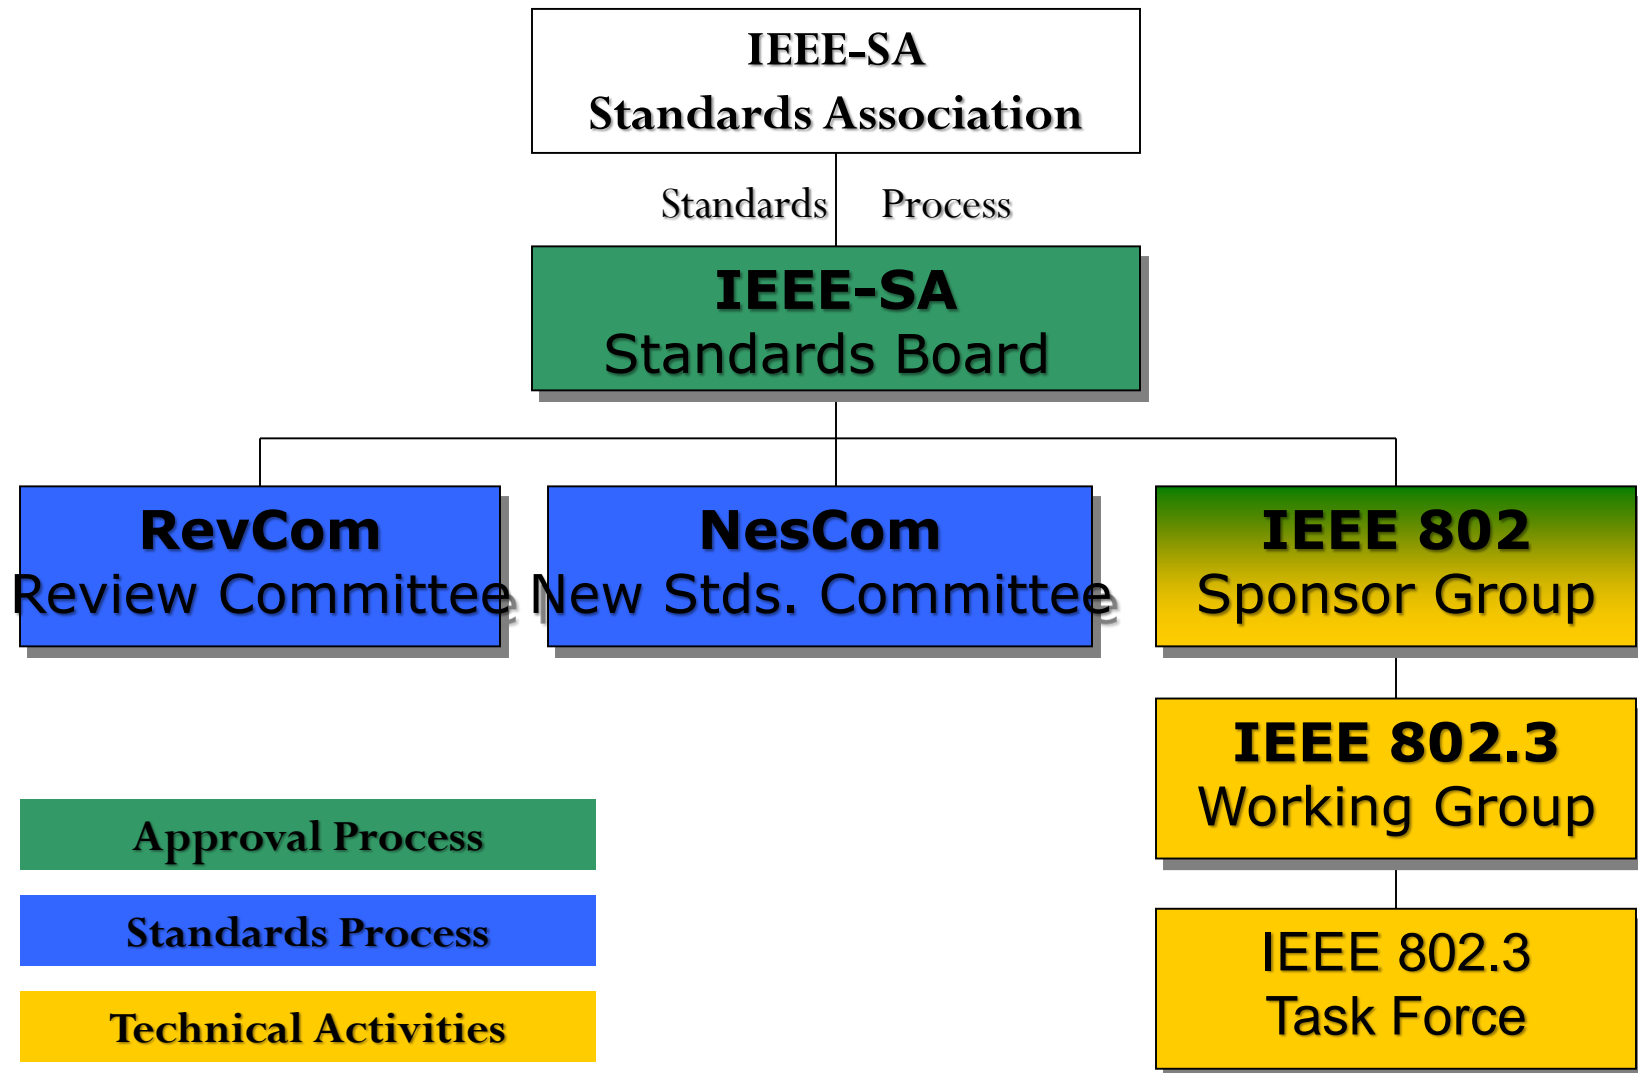 IEEE-SA
Standards Association
Standards Process
IEEE-SA
Standards Board
RevCom
Review Committee
NesCom
New Stds. Committee
IEEE 802
Sponsor Group
IEEE 802.3
Working Group
IEEE 802.3
Task Force
Approval Process
Standards Process
Technical Activities